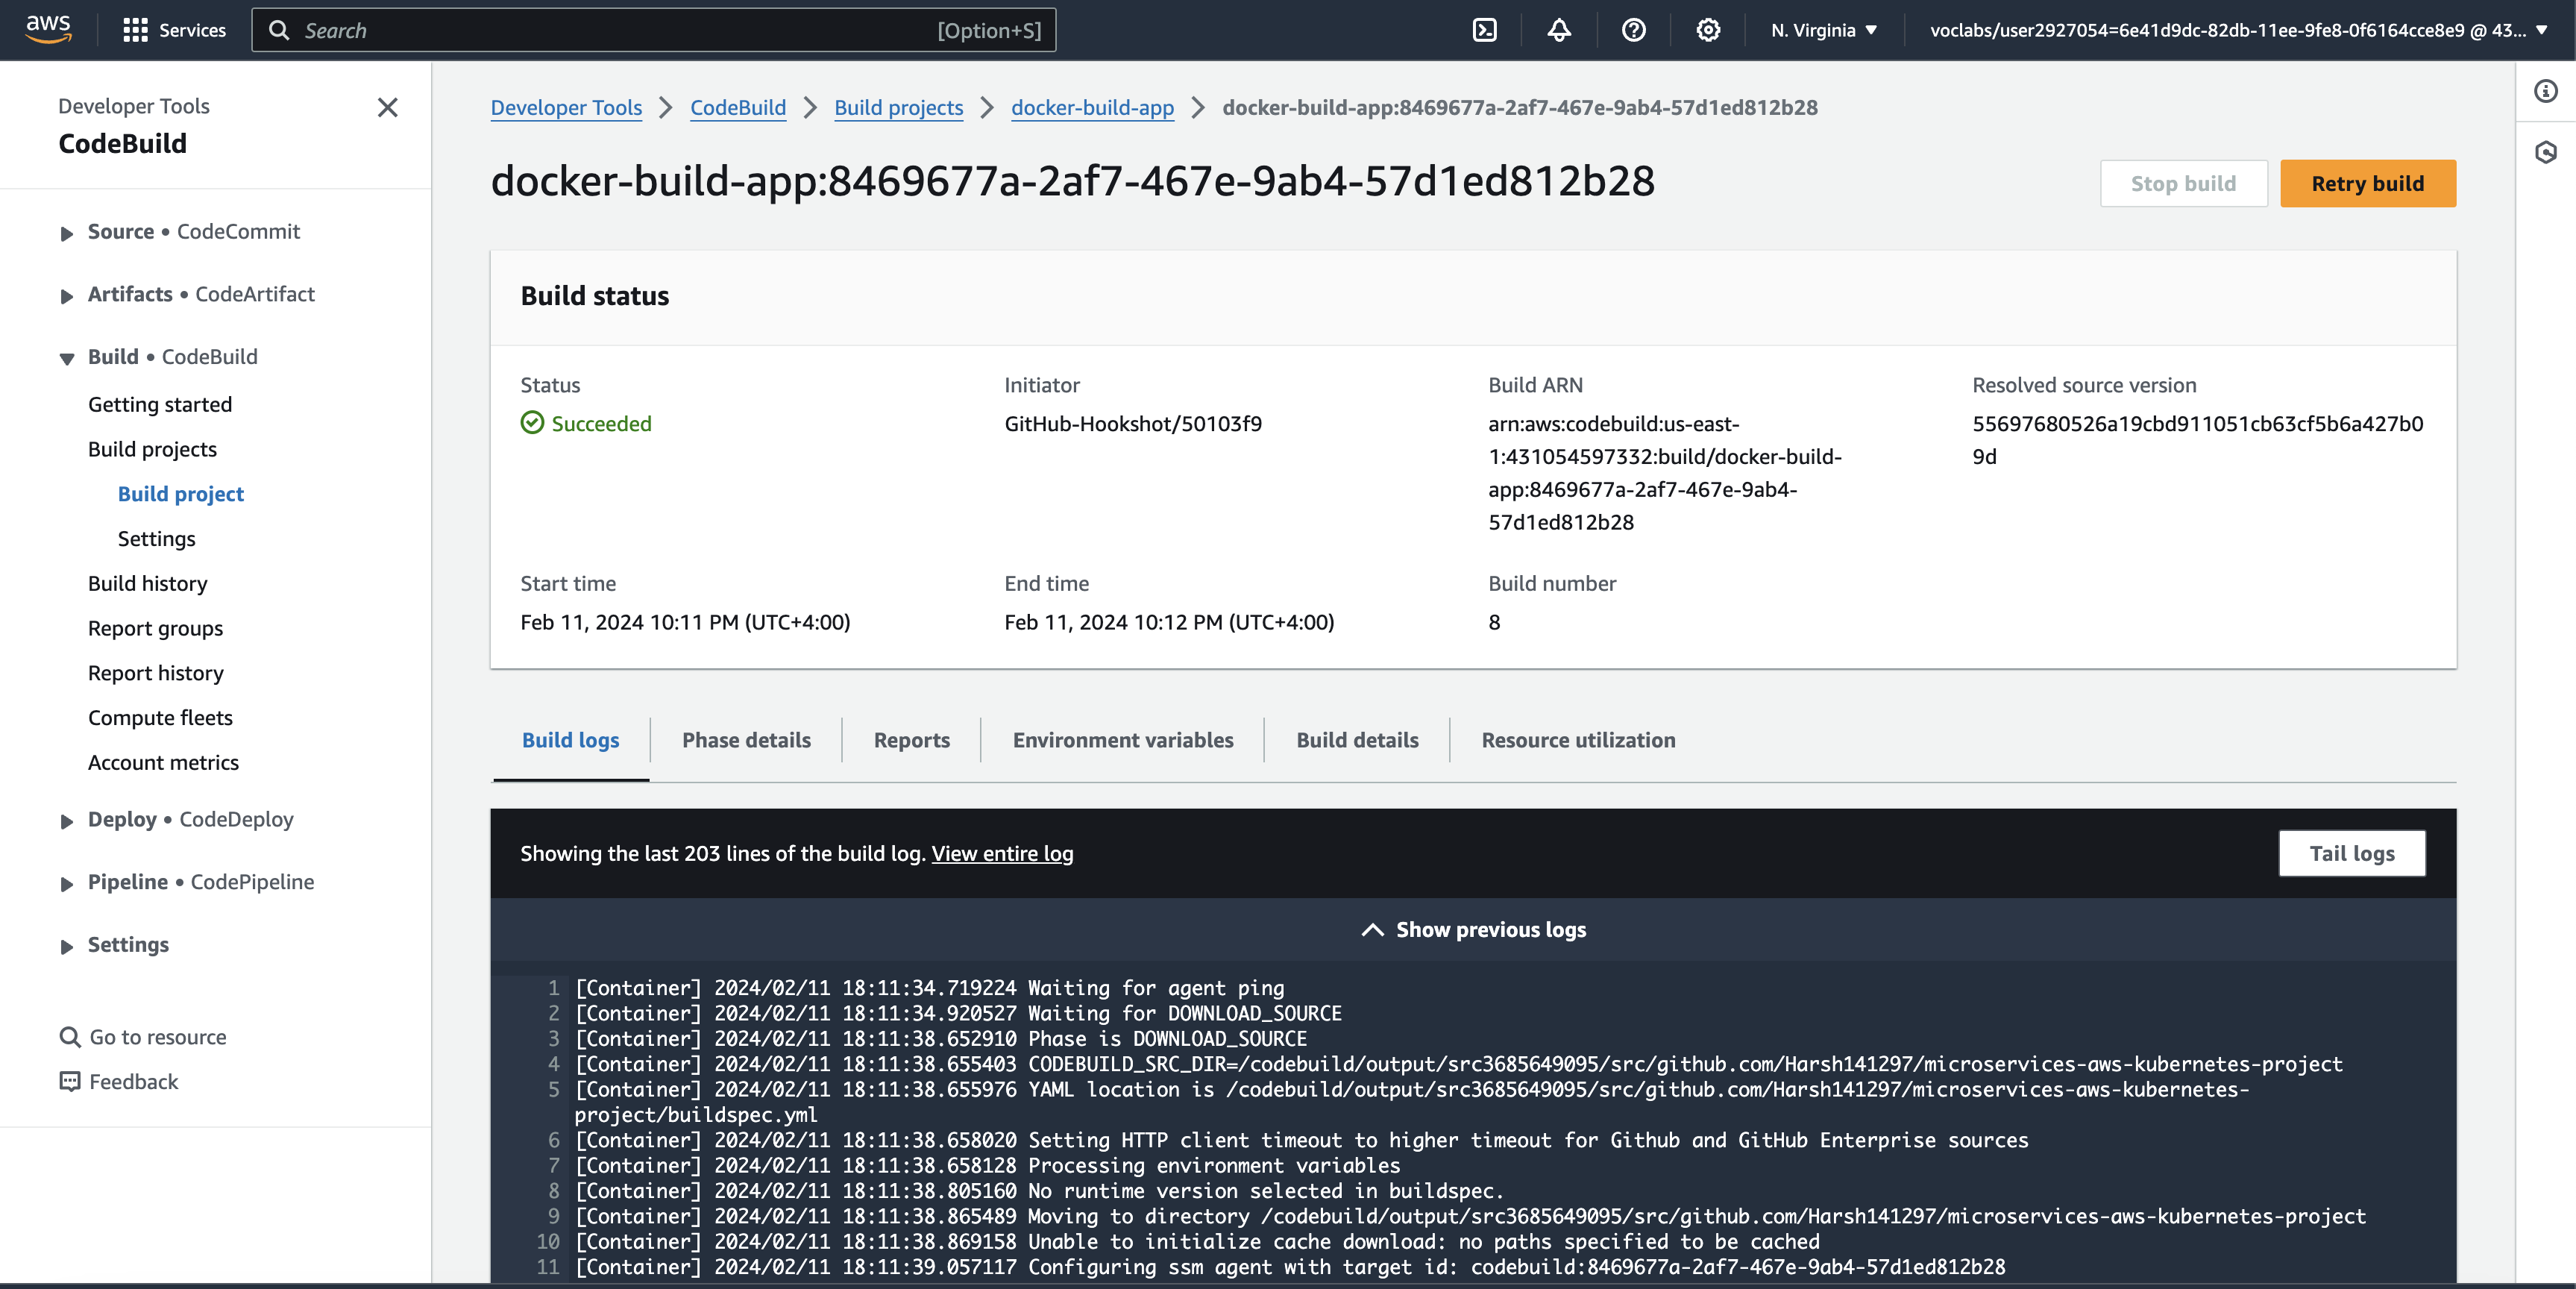 aws
Services
Search
[Option+S]
N. Virginia
voclabs/user2927054=6e41d9dc-82db-11ee-9fe8-0f6164cce8e9 @ 43...
Developer Tools
CodeBuild
Source • CodeCommit
Artifacts • CodeArtifact
Build • CodeBuild
Getting started
Build projects
Build project
Settings
Build history
Report groups
Report history
Compute fleets
Account metrics
Deploy • CodeDeploy
Pipeline • CodePipeline
Settings
Go to resource
Feedback
Developer Tools > CodeBuild > Build projects > docker-build-app > docker-build-app:8469677a-2af7-467e-9ab4-57d1ed812b28
docker-build-app:8469677a-2af7-467e-9ab4-57d1ed812b28
Stop build
Retry build
Build status
Status
Succeeded
Initiator
GitHub-Hookshot/50103f9
Build ARN
arn:aws:codebuild:us-east-
1:431054597332:build/docker-build-
app:8469677a-2af7-467e-9ab4-
57d1ed812b28
Resolved source version
55697680526a19cbd911051cb63cf5b6a427b0
9d
Start time
Feb 11, 2024 10:11 PM (UTC+4:00)
End time
Feb 11, 2024 10:12 PM (UTC+4:00)
Build number
8
Build logs
Phase details
Reports
Environment variables
Build details
Resource utilization
Showing the last 203 lines of the build log. View entire log
Tail logs
Show previous logs
1 [Container] 2024/02/11 18:11:34.719224 Waiting for agent ping
2 [Container] 2024/02/11 18:11:34.920527 Waiting for DOWNLOAD_SOURCE
3 [Container] 2024/02/11 18:11:38.652910 Phase is DOWNLOAD_SOURCE
4 [Container] 2024/02/11 18:11:38.655403 CODEBUILD_SRC_DIR=/codebuild/output/src3685649095/src/github.com/Harsh141297/microservices-aws-kubernetes-project
5 [Container] 2024/02/11 18:11:38.655976 YAML location is /codebuild/output/src3685649095/src/github.com/Harsh141297/microservices-aws-kubernetes-
project/buildspec.yml
6 [Container] 2024/02/11 18:11:38.658020 Setting HTTP client timeout to higher timeout for Github and GitHub Enterprise sources
7 [Container] 2024/02/11 18:11:38.658128 Processing environment variables
8 [Container] 2024/02/11 18:11:38.805160 No runtime version selected in buildspec.
9 [Container] 2024/02/11 18:11:38.865489 Moving to directory /codebuild/output/src3685649095/src/github.com/Harsh141297/microservices-aws-kubernetes-project
10 [Container] 2024/02/11 18:11:38.869158 Unable to initialize cache download: no paths specified to be cached
11 [Container] 2024/02/11 18:11:39.057117 Configuring ssm agent with target id: codebuild:8469677a-2af7-467e-9ab4-57d1ed812b28